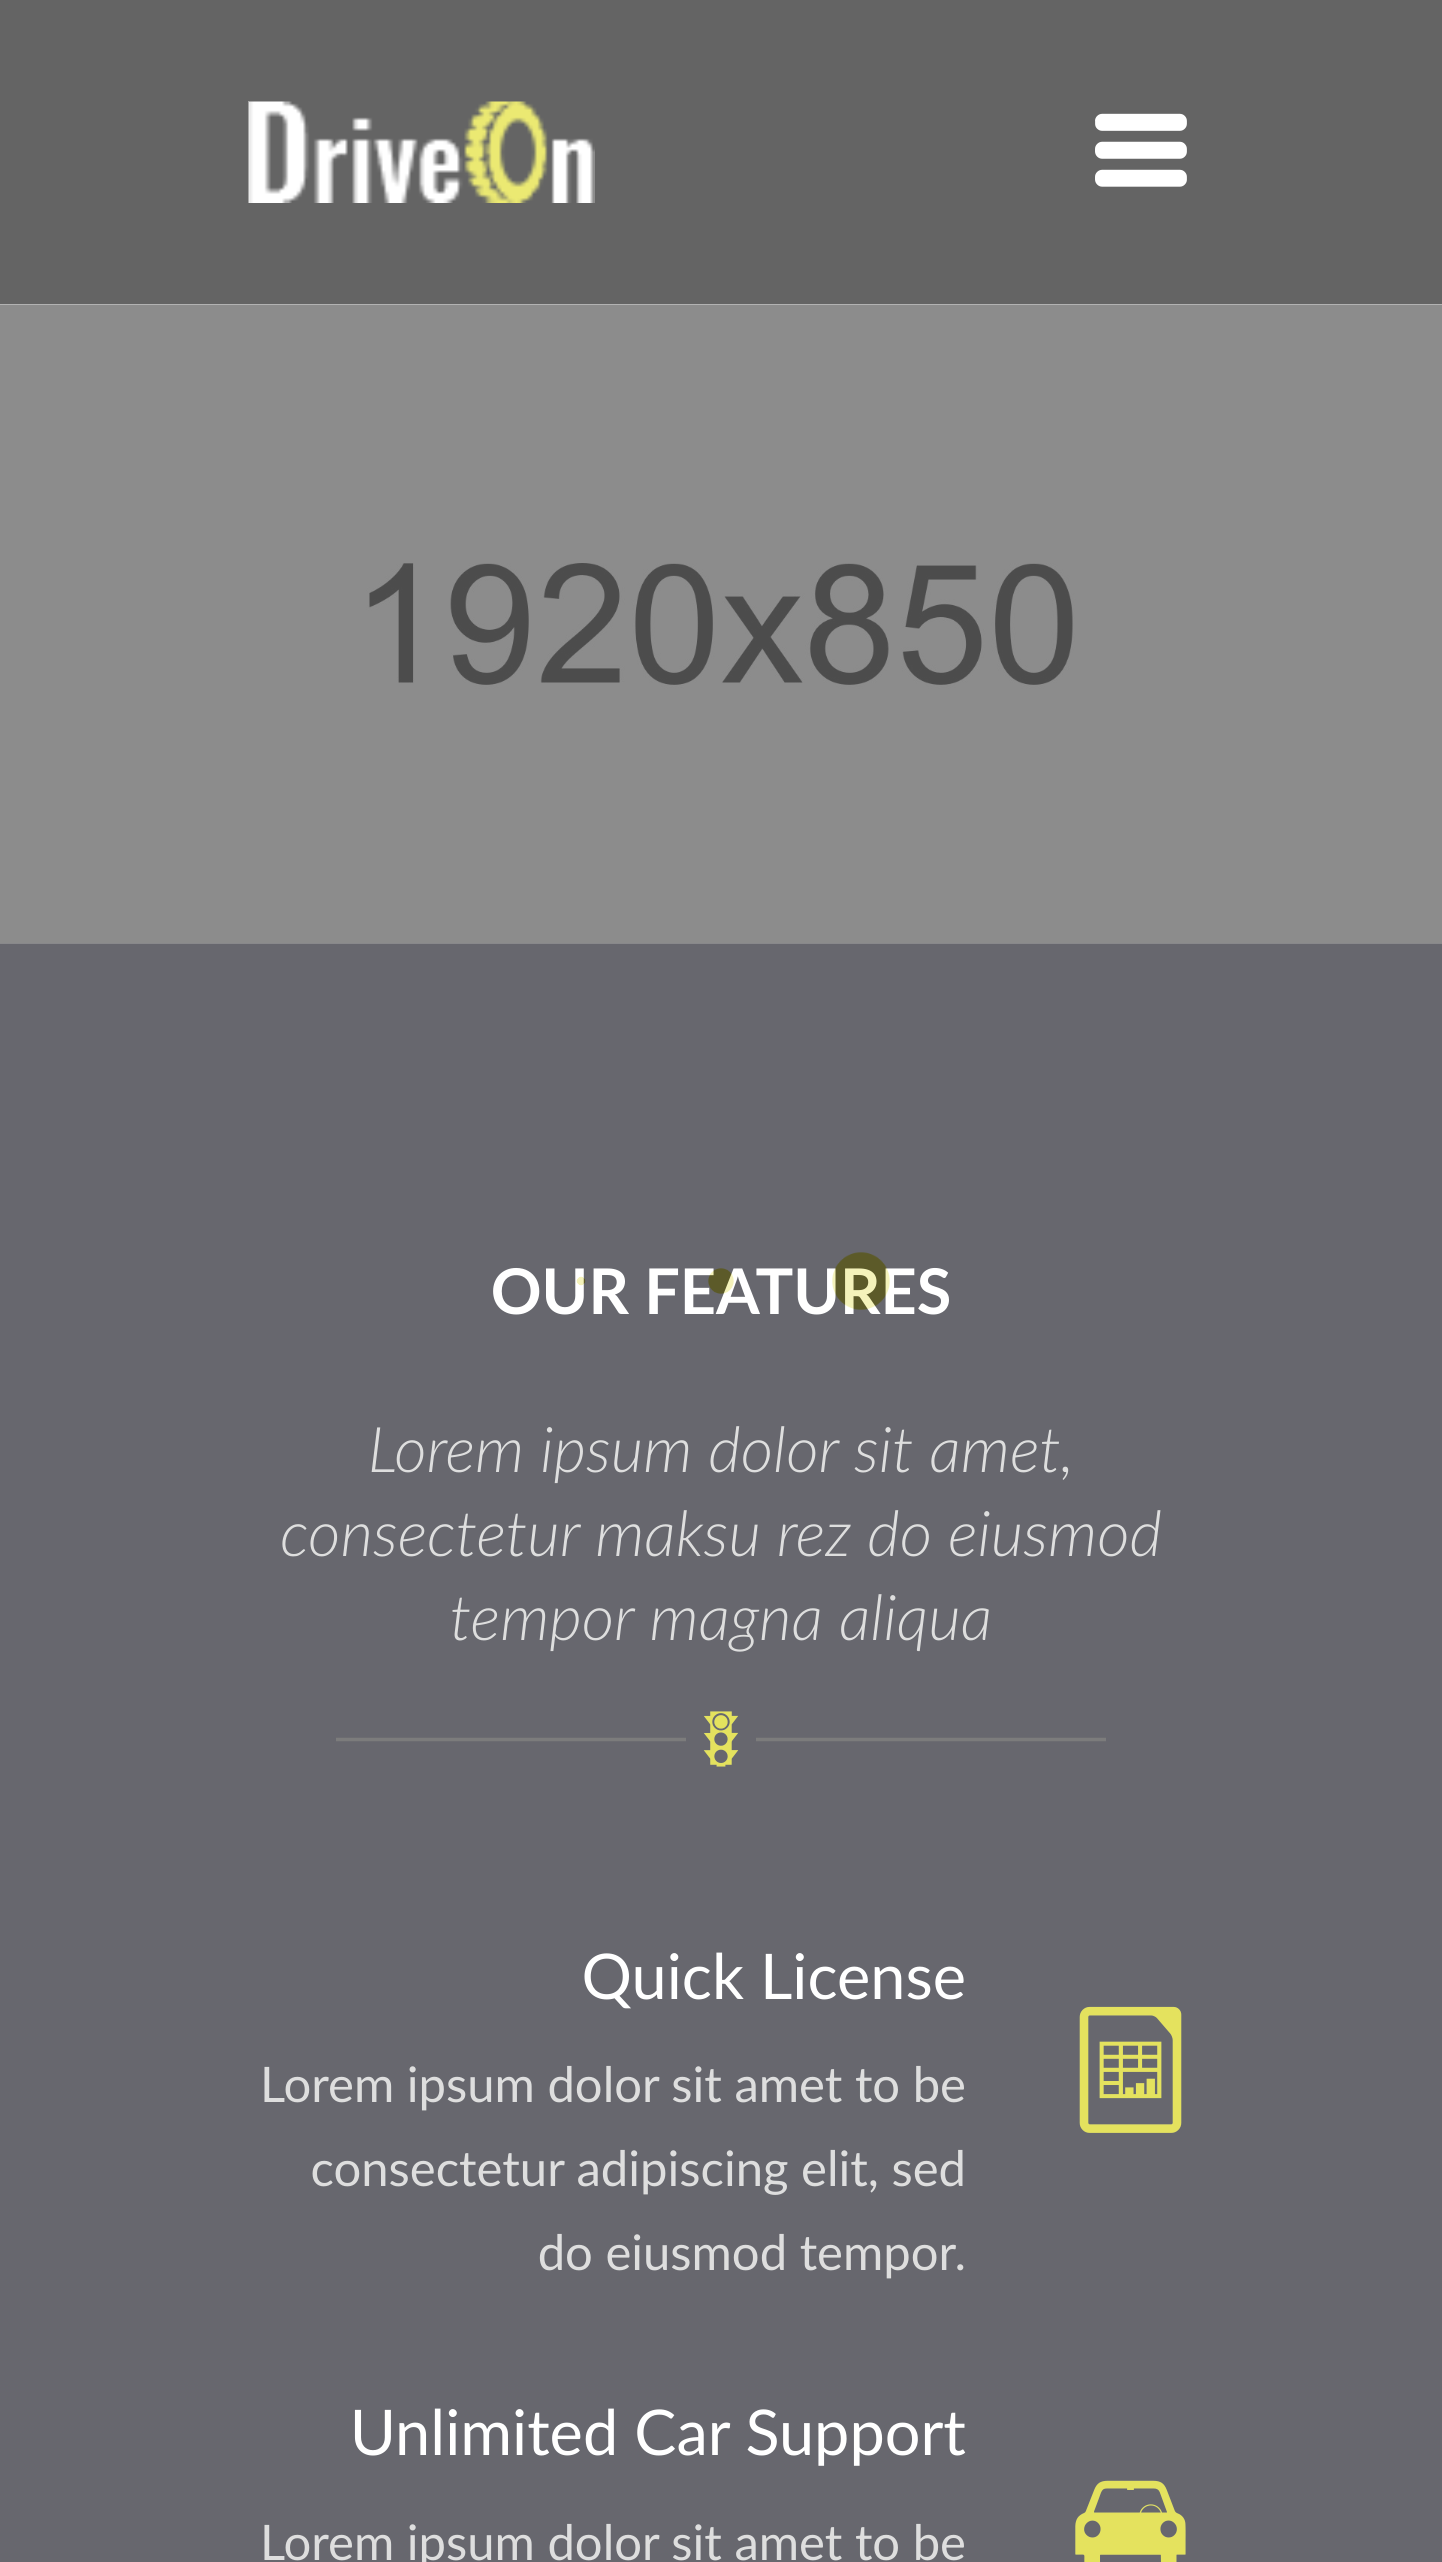 DriveOn
1920x850
OUR FEATURES
Lorem ipsum dolor sit amet,
consectetur maksu rez do eiusmod
tempor magna aliqua
Quick License
Lorem ipsum dolor sit amet to be
consectetur adipiscing elit, sed
do eiusmod tempor.
Unlimited Car Support
Lorem ipsum dolor sit amet to be